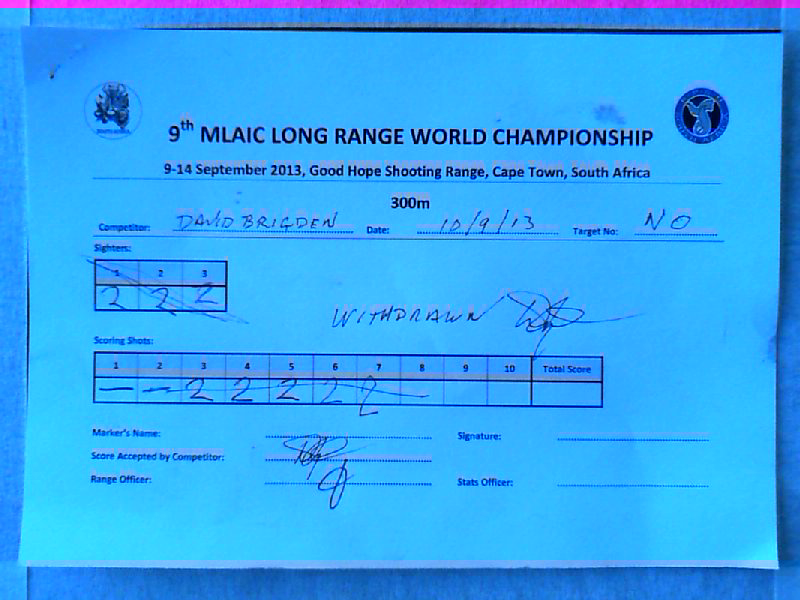 9th MLAIC LONG RANGE WORLD CHAMPIONSHIP
9-14 September 2013, Good Hope Shooting Range, Cape Town, South Africa
300m
Competitor: DAVID BRIGDEN Date: 10/9/13 Target No: NO
Sighters:
1 2 3
2 2 2
WITHDRAWN
Scoring Shots:
1 2 3 4 5 6 7 8 9 10 Total Score
— — 2 2 2 2 2
Marker's Name: Signature:
Score Accepted by Competitor:
Range Officer: Stats Officer: